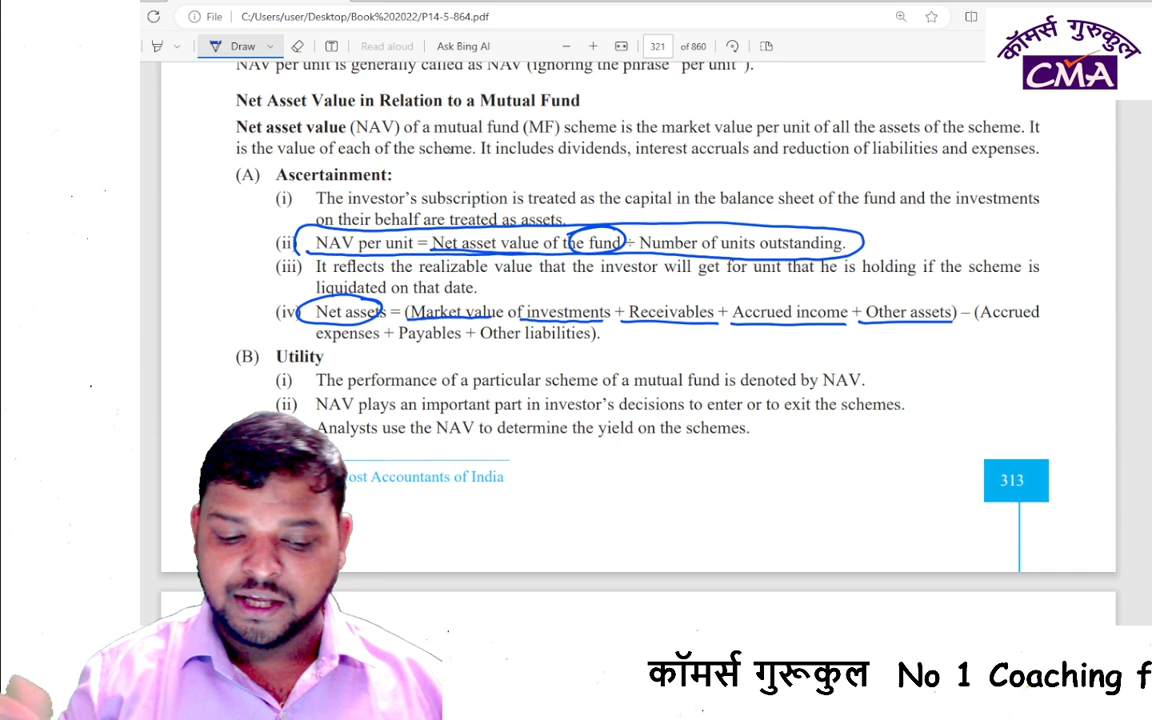 File C:/Users/user/Desktop/Book%202022/P14-5-864.pdf
Draw Read aloud Ask Bing AI 321 of 860
कॉमर्स गुरुकुल
CMA
NAV per unit is generally called as NAV (ignoring the phrase "per unit").
Net Asset Value in Relation to a Mutual Fund
Net asset value (NAV) of a mutual fund (MF) scheme is the market value per unit of all the assets of the scheme. It
is the value of each of the scheme. It includes dividends, interest accruals and reduction of liabilities and expenses.
(A) Ascertainment:
(i) The investor's subscription is treated as the capital in the balance sheet of the fund and the investments
on their behalf are treated as assets.
(ii) NAV per unit = Net asset value of the fund ÷ Number of units outstanding.
(iii) It reflects the realizable value that the investor will get for unit that he is holding if the scheme is
liquidated on that date.
(iv) Net assets = (Market value of investments + Receivables + Accrued income + Other assets) – (Accrued
expenses + Payables + Other liabilities).
(B) Utility
(i) The performance of a particular scheme of a mutual fund is denoted by NAV.
(ii) NAV plays an important part in investor's decisions to enter or to exit the schemes.
Analysts use the NAV to determine the yield on the schemes.
ost Accountants of India
313
कॉमर्स गुरूकुल No 1 Coaching f